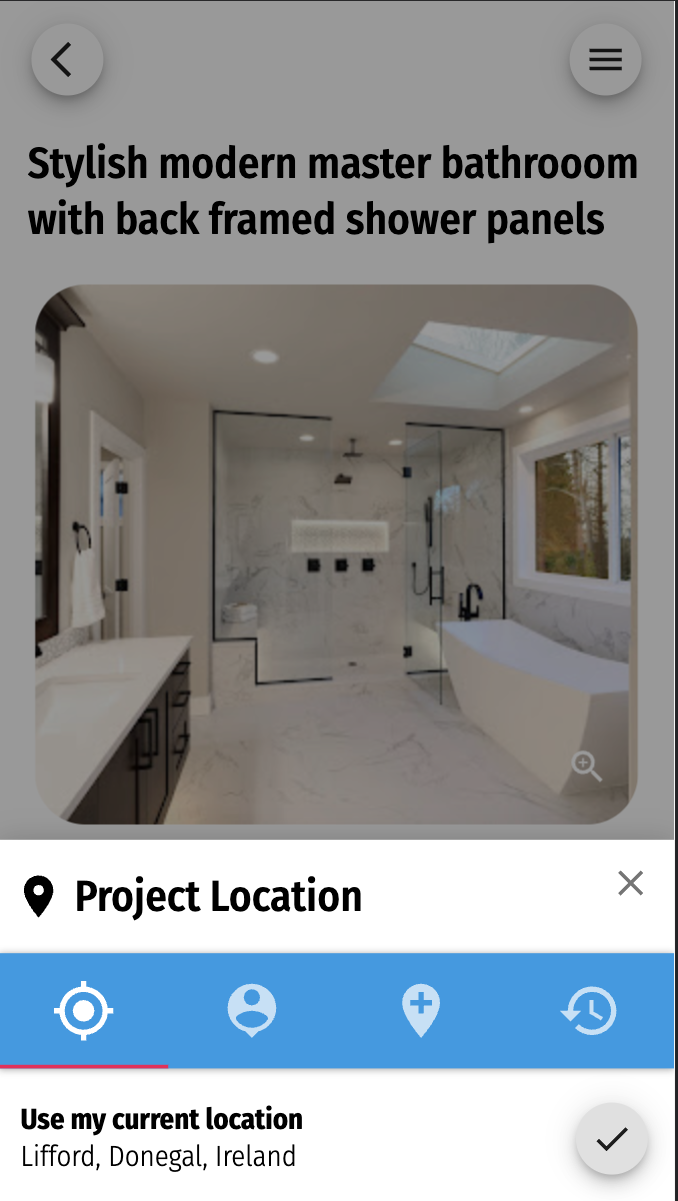 Stylish modern master bathrooom
with back framed shower panels
Project Location
Use my current location
Lifford, Donegal, Ireland